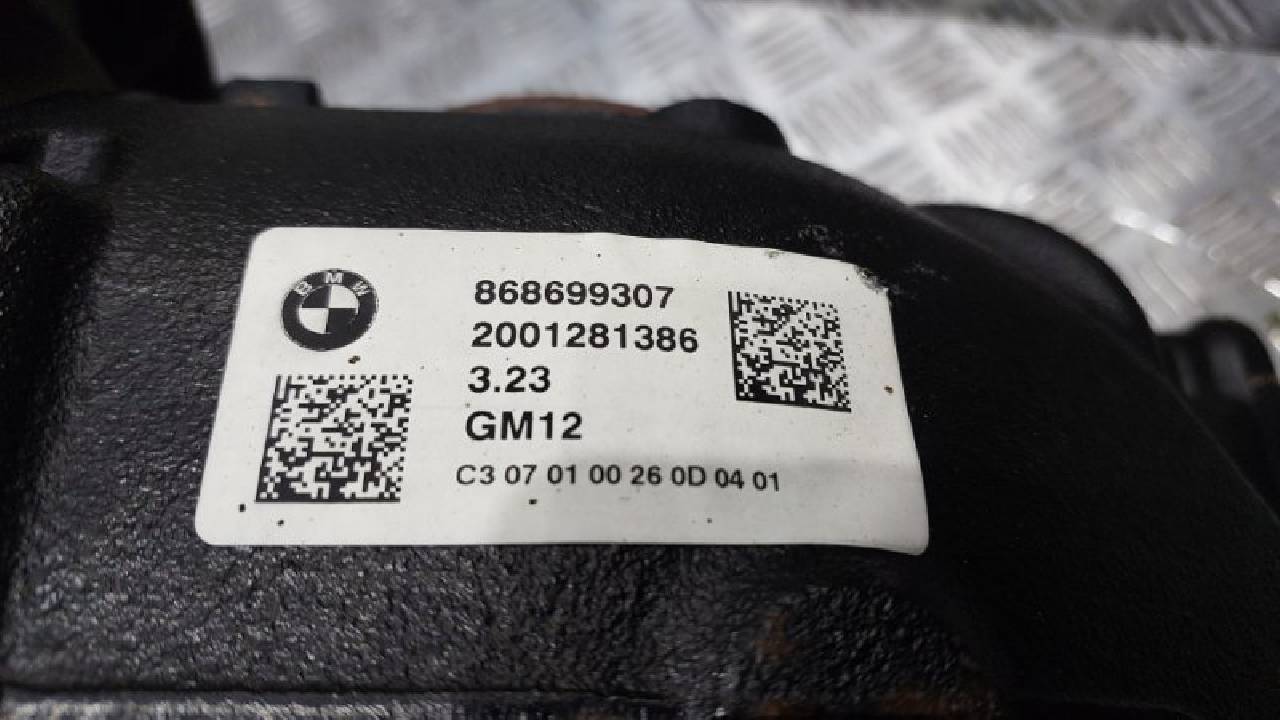 BMW
868699307
2001281386
3.23
GM12
C3 07 01 00 26 0D 04 01